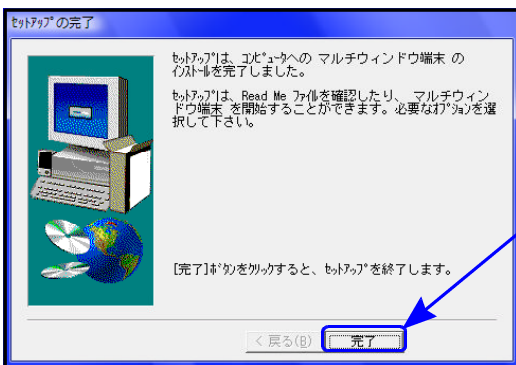 ｾｯﾄｱｯﾌﾟの完了
ｾｯﾄｱｯﾌﾟは、ｺﾝﾋﾟｭｰﾀへの マルチウィンドウ端末 の
ｲﾝｽﾄｰﾙを完了しました。
ｾｯﾄｱｯﾌﾟは、Read Me ﾌｧｲﾙを確認したり、 マルチウィン
ドウ端末 を開始することができます。必要なｵﾌﾟｼｮﾝを選
択して下さい。
[完了]ﾎﾞﾀﾝをｸﾘｯｸすると、ｾｯﾄｱｯﾌﾟを終了します。
< 戻る(B)
完了